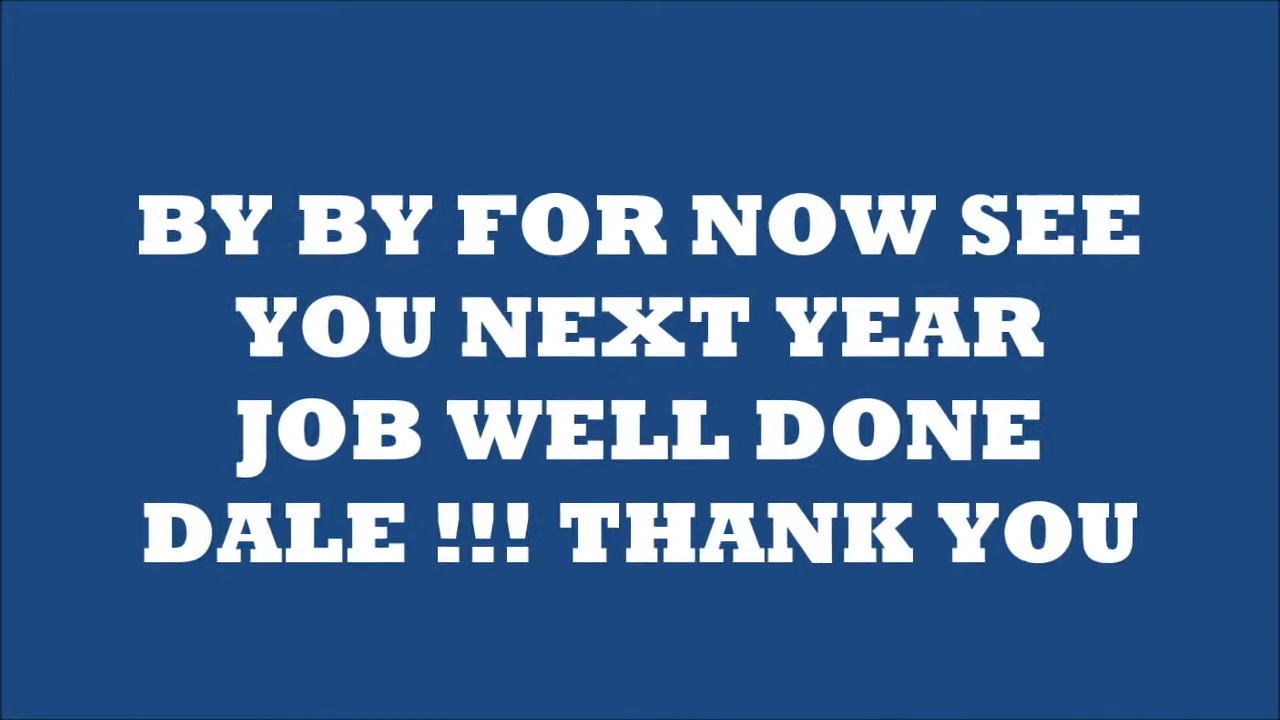 BY BY FOR NOW SEE
YOU NEXT YEAR
JOB WELL DONE
DALE !!! THANK YOU